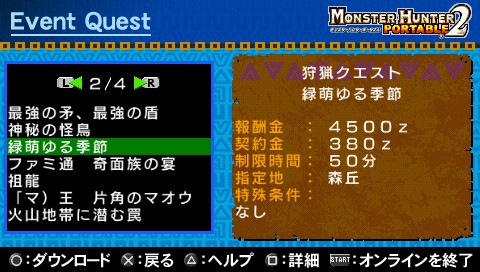 Event Quest
MONSTER HUNTER
PORTABLE 2
L 2/4 R
最強の矛、最強の盾
神秘の怪鳥
緑萌ゆる季節
ファミ通　奇面族の宴
祖龍
「マ）王　片角のマオウ
火山地帯に潜む罠
狩猟クエスト
緑萌ゆる季節
報酬金　：　４５００ｚ
契約金　：　３８０ｚ
制限時間：　５０分
指定地　：　森丘
特殊条件：
なし
○:ダウンロード ×:戻る △:ヘルプ □:詳細 START:オンラインを終了